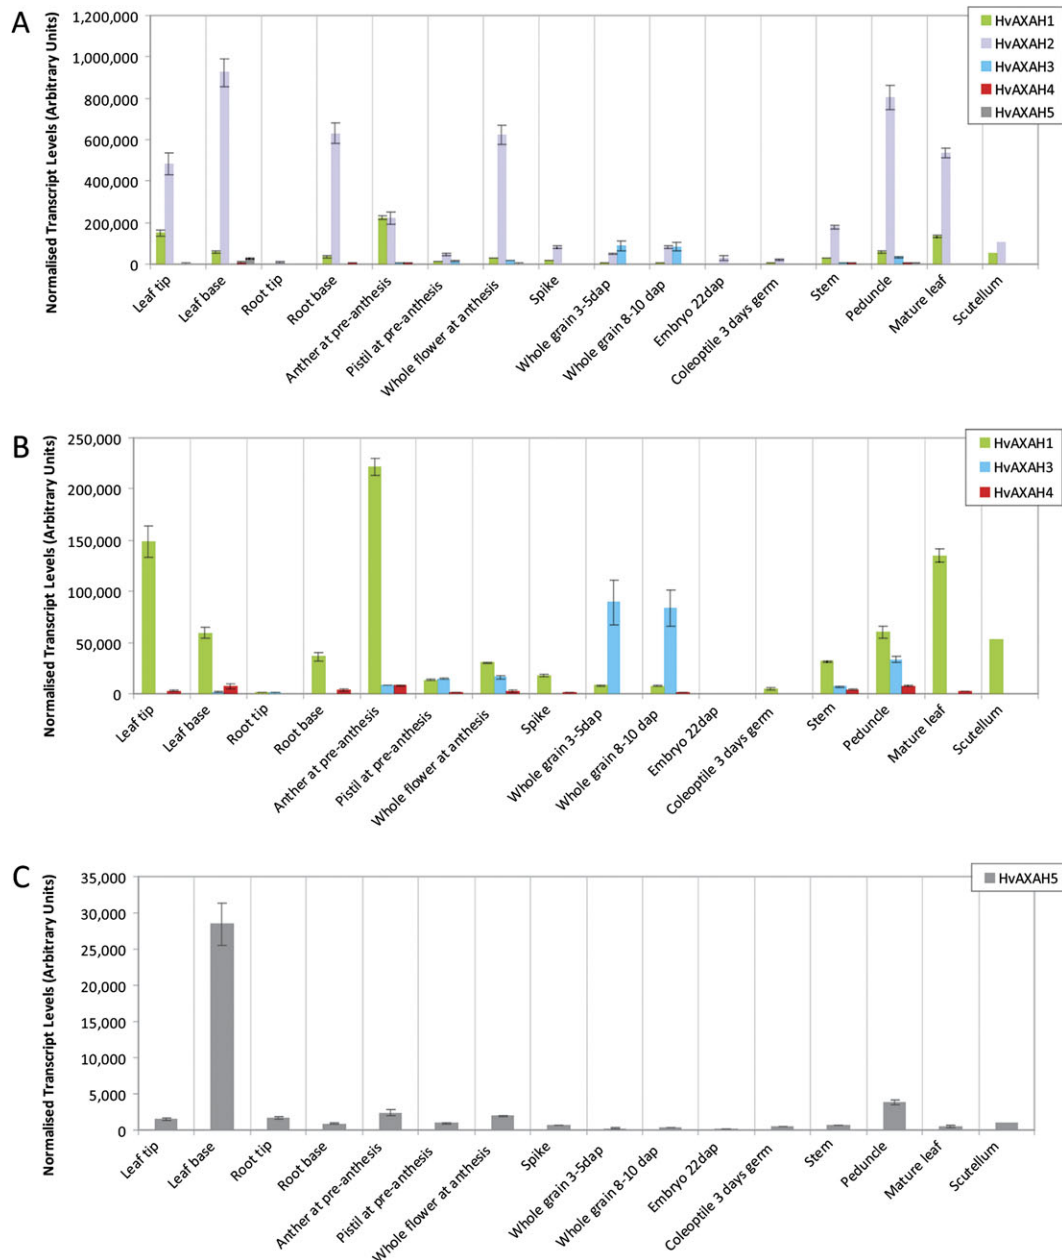 A
Normalised Transcript Levels (Arbitrary Units)
1,200,000
1,000,000
800,000
600,000
400,000
200,000
0
HvAXAH1
HvAXAH2
HvAXAH3
HvAXAH4
HvAXAH5
Leaf tip
Leaf base
Root tip
Root base
Anther at pre-anthesis
Pistil at pre-anthesis
Whole flower at anthesis
Spike
Whole grain 3-5dap
Whole grain 8-10 dap
Embryo 22dap
Coleoptile 3 days germ
Stem
Peduncle
Mature leaf
Scutellum
B
Normalised Transcript Levels (Arbitrary Units)
250,000
200,000
150,000
100,000
50,000
0
HvAXAH1
HvAXAH3
HvAXAH4
Leaf tip
Leaf base
Root tip
Root base
Anther at pre-anthesis
Pistil at pre-anthesis
Whole flower at anthesis
Spike
Whole grain 3-5dap
Whole grain 8-10 dap
Embryo 22dap
Coleoptile 3 days germ
Stem
Peduncle
Mature leaf
Scutellum
C
Normalised Transcript Levels (Arbitrary Units)
35,000
30,000
25,000
20,000
15,000
10,000
5,000
0
HvAXAH5
Leaf tip
Leaf base
Root tip
Root base
Anther at pre-anthesis
Pistil at pre-anthesis
Whole flower at anthesis
Spike
Whole grain 3-5dap
Whole grain 8-10 dap
Embryo 22dap
Coleoptile 3 days germ
Stem
Peduncle
Mature leaf
Scutellum